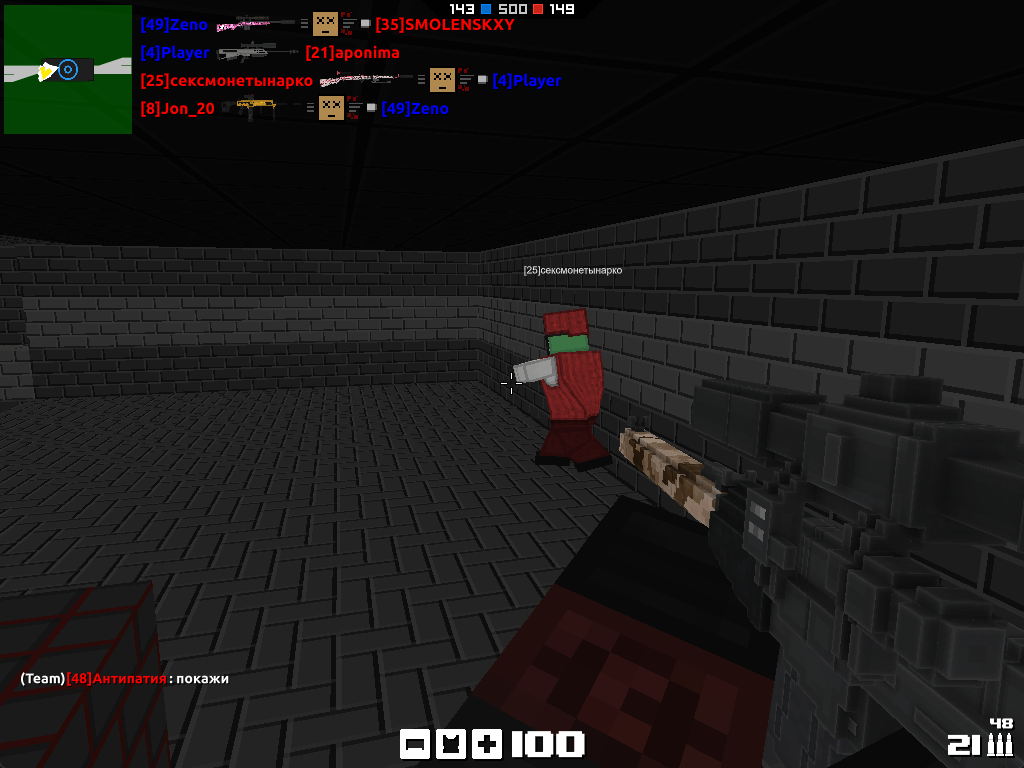 143 500 149
[49]Zeno [35]SMOLENSKXY
[4]Player [21]aponima
[25]сексмонетынарко [4]Player
[8]Jon_20 [49]Zeno
[25]сексмонетынарко
(Team)[48]Антипатия: покажи
100
48
21